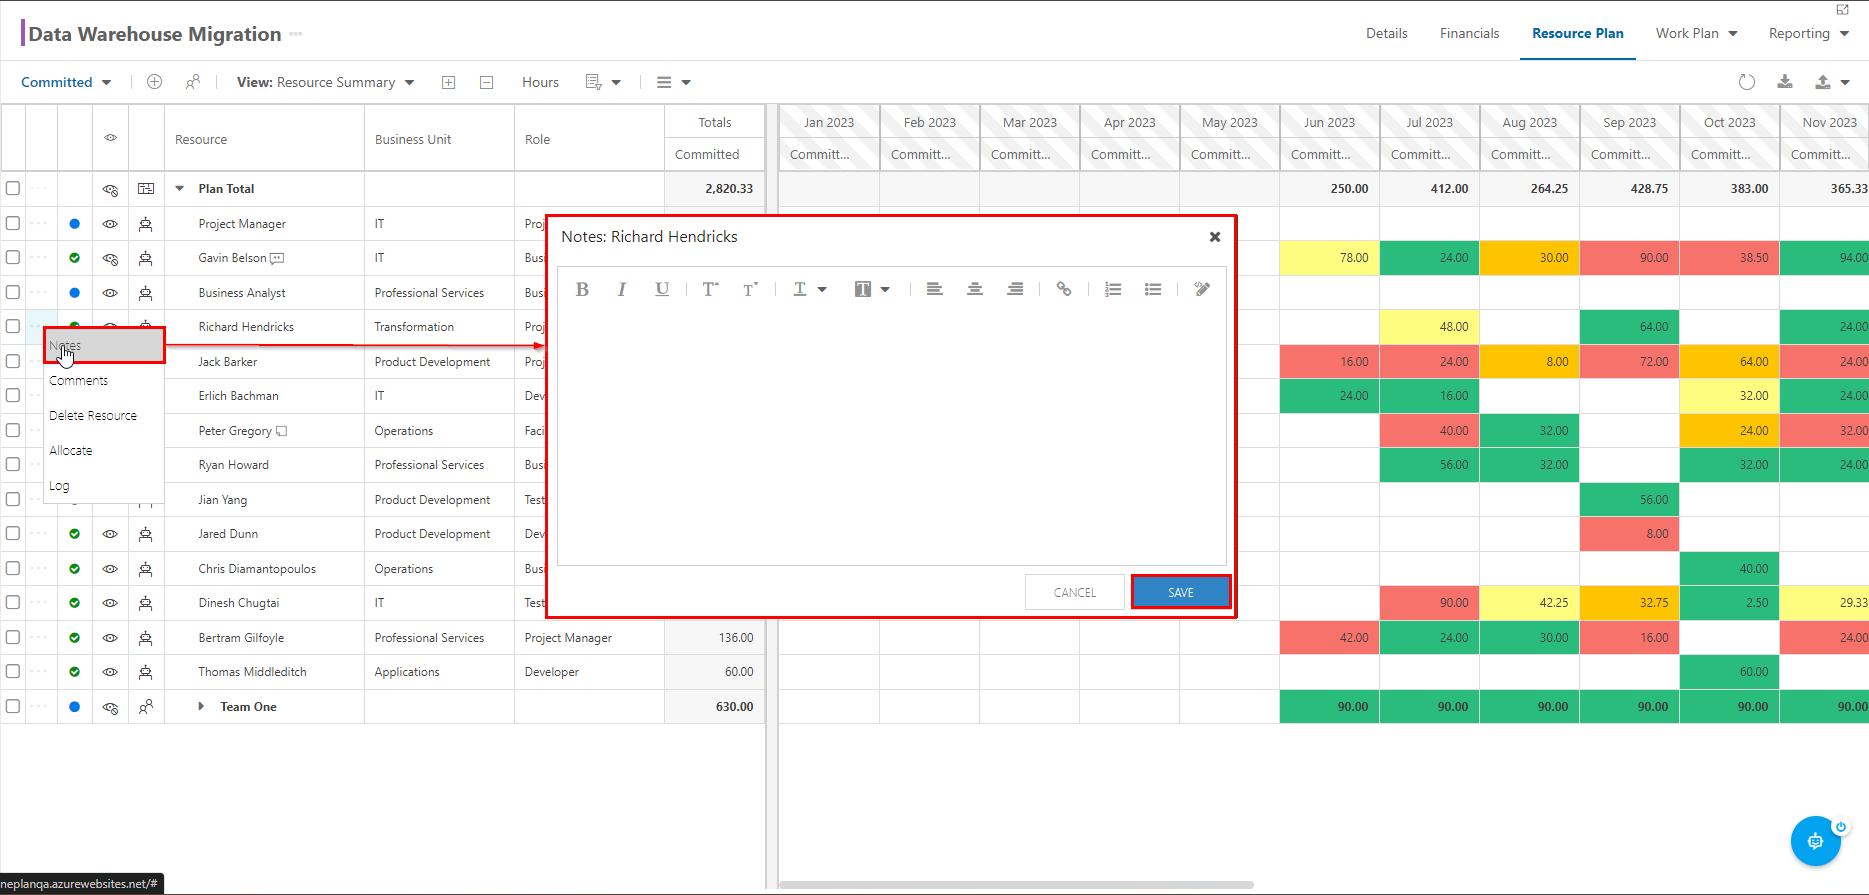 Data Warehouse Migration
Details Financials Resource Plan Work Plan Reporting
Committed View: Resource Summary Hours
Resource Business Unit Role Totals Jan 2023 Feb 2023 Mar 2023 Apr 2023 May 2023 Jun 2023 Jul 2023 Aug 2023 Sep 2023 Oct 2023 Nov 2023
Committed Committ... Committ... Committ... Committ... Committ... Committ... Committ... Committ... Committ... Committ... Committ...
Plan Total 2,820.33 250.00 412.00 264.25 428.75 383.00 365.33
Project Manager IT Proj
Gavin Belson IT Busi 78.00 24.00 30.00 90.00 38.50 94.00
Business Analyst Professional Services Busi
Richard Hendricks Transformation Proj 48.00 64.00 24.00
Jack Barker Product Development Proj 16.00 24.00 8.00 72.00 64.00 24.00
Erlich Bachman IT Dev 24.00 16.00 32.00 24.00
Peter Gregory Operations Faci 40.00 32.00 24.00 32.00
Ryan Howard Professional Services Busi 56.00 32.00 32.00 24.00
Jian Yang Product Development Test 56.00
Jared Dunn Product Development Dev 8.00
Chris Diamantopoulos Operations Busi 40.00
Dinesh Chugtai IT Test 90.00 42.25 32.75 2.50 29.33
Bertram Gilfoyle Professional Services Project Manager 136.00 42.00 24.00 30.00 16.00 24.00
Thomas Middleditch Applications Developer 60.00 60.00
Team One 630.00 90.00 90.00 90.00 90.00 90.00 90.00
Notes
Comments
Delete Resource
Allocate
Log
Notes: Richard Hendricks
B I U T T T T
CANCEL SAVE
neplanqa.azurewebsites.net/#